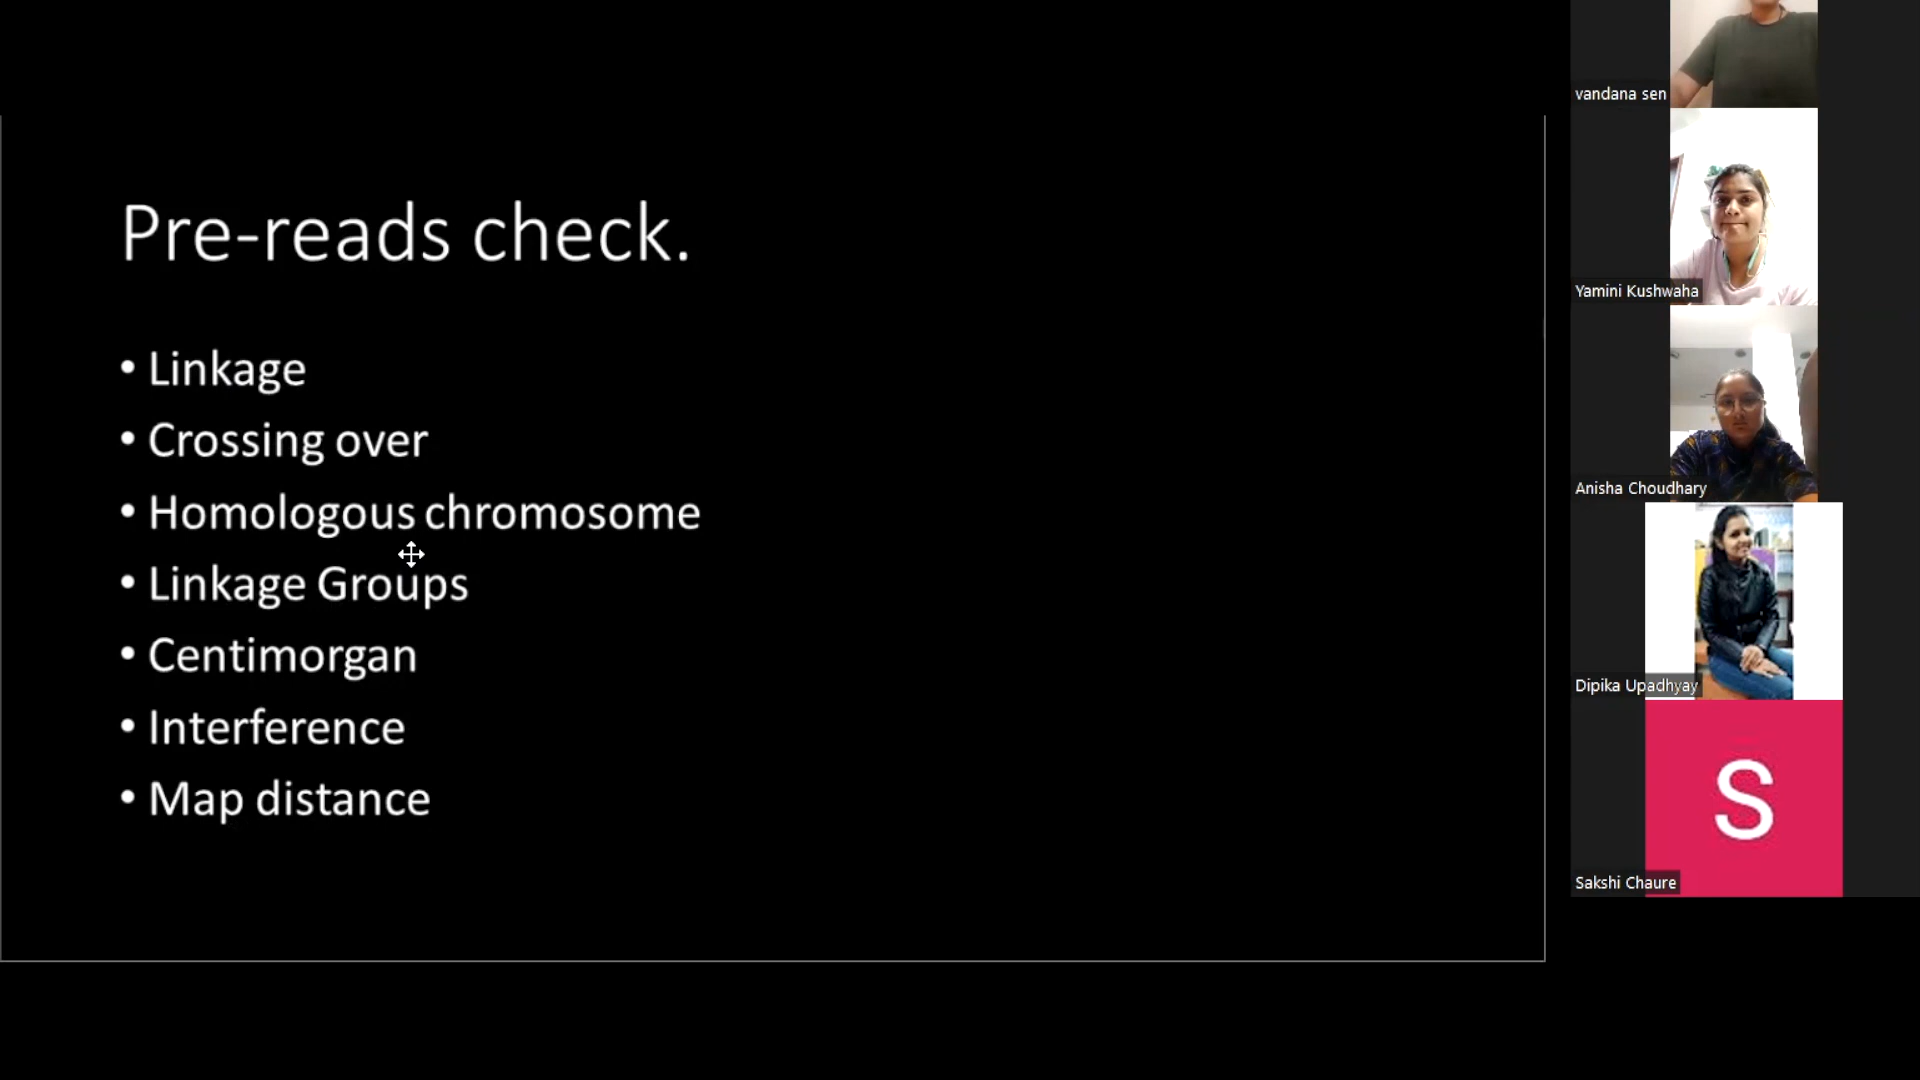 Pre-reads check.
• Linkage
• Crossing over
• Homologous chromosome
• Linkage Groups
• Centimorgan
• Interference
• Map distance
vandana sen
Yamini Kushwaha
Anisha Choudhary
Dipika Upadhyay
S
Sakshi Chaure